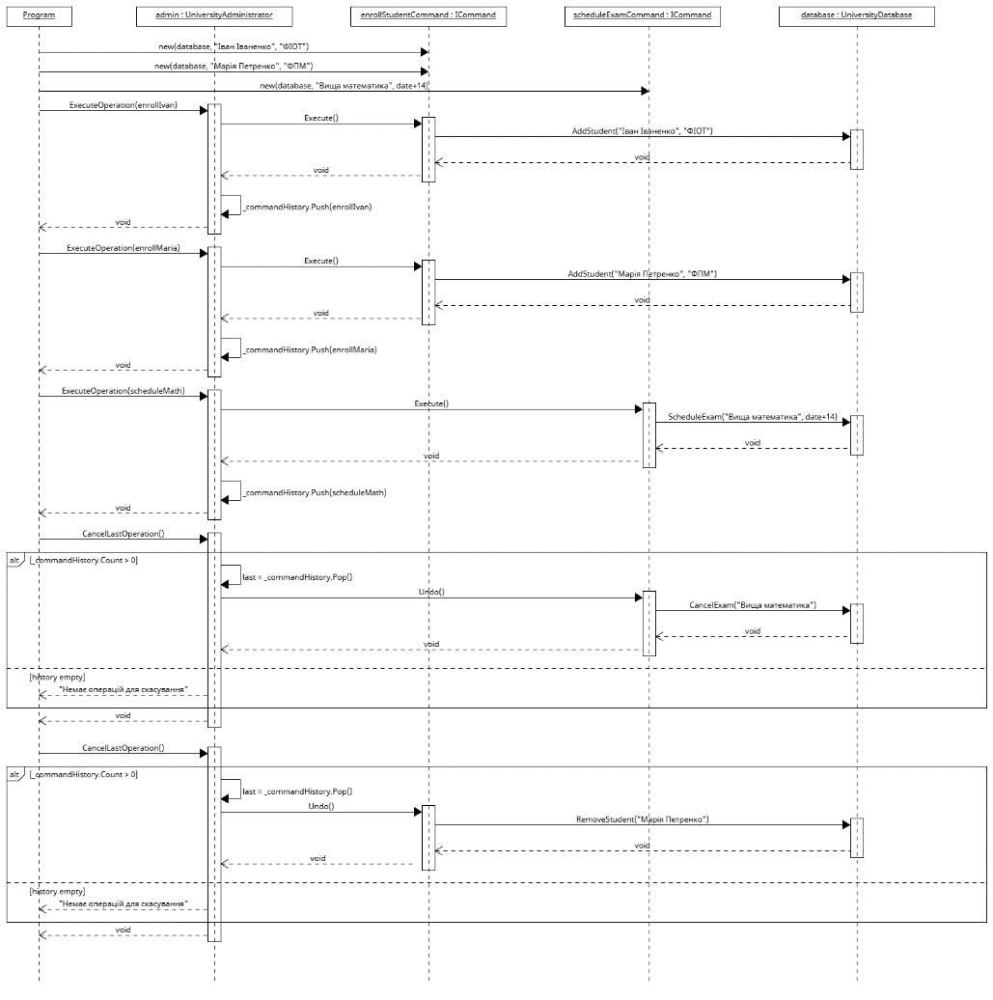 Program
admin : UniversityAdministrator
enrollStudentCommand : ICommand
scheduleExamCommand : ICommand
database : UniversityDatabase
new(database, "Іван Іваненко", "ФІОТ")
new(database, "Марія Петренко", "ФПМ")
new(database, "Вища математика", date+14)
ExecuteOperation(enrollIvan)
Execute()
AddStudent("Іван Іваненко", "ФІОТ")
void
void
_commandHistory.Push(enrollIvan)
void
ExecuteOperation(enrollMaria)
Execute()
AddStudent("Марія Петренко", "ФПМ")
void
void
_commandHistory.Push(enrollMaria)
void
ExecuteOperation(scheduleMath)
Execute()
ScheduleExam("Вища математика", date+14)
void
void
_commandHistory.Push(scheduleMath)
void
CancelLastOperation()
alt [_commandHistory.Count > 0]
last = _commandHistory.Pop()
Undo()
CancelExam("Вища математика")
void
void
[history empty]
"Немає операцій для скасування"
void
CancelLastOperation()
alt [_commandHistory.Count > 0]
last = _commandHistory.Pop()
Undo()
RemoveStudent("Марія Петренко")
void
void
[history empty]
"Немає операцій для скасування"
void